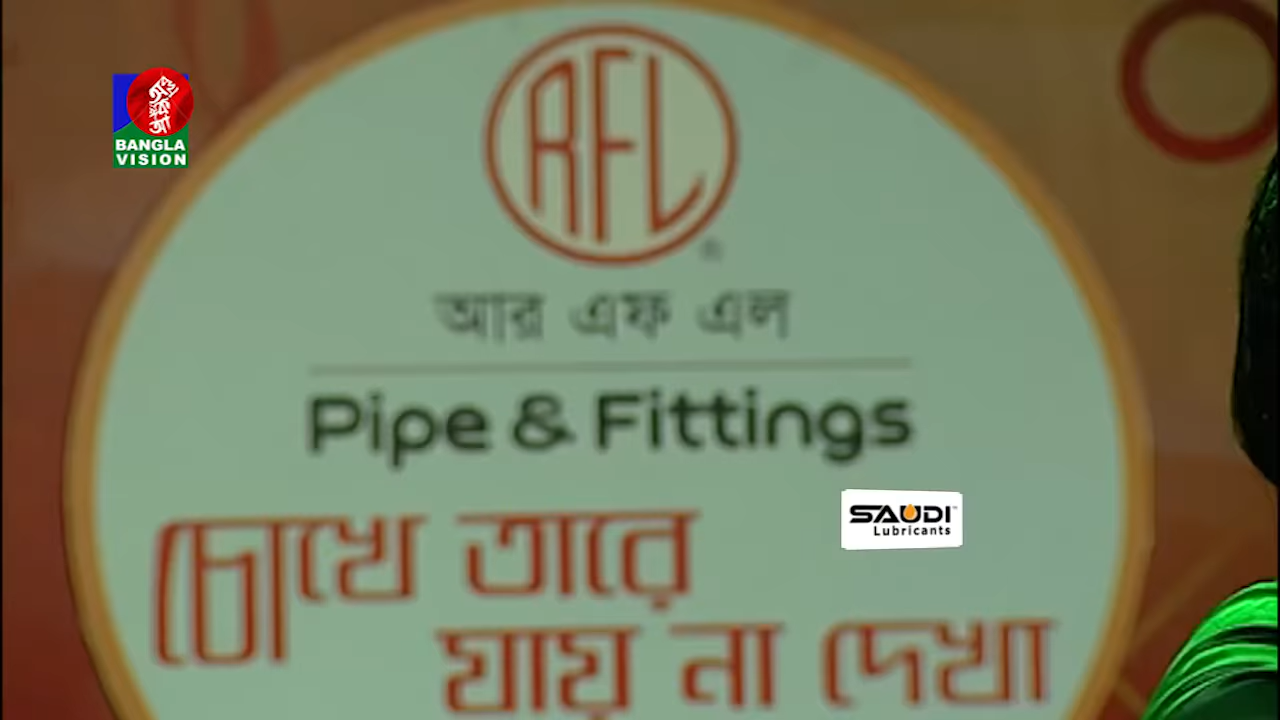 RFL
আর এফ এল
Pipe & Fittings
চোখে তারে
যায় না দেখা
BANGLA
VISION
SAUDI
Lubricants